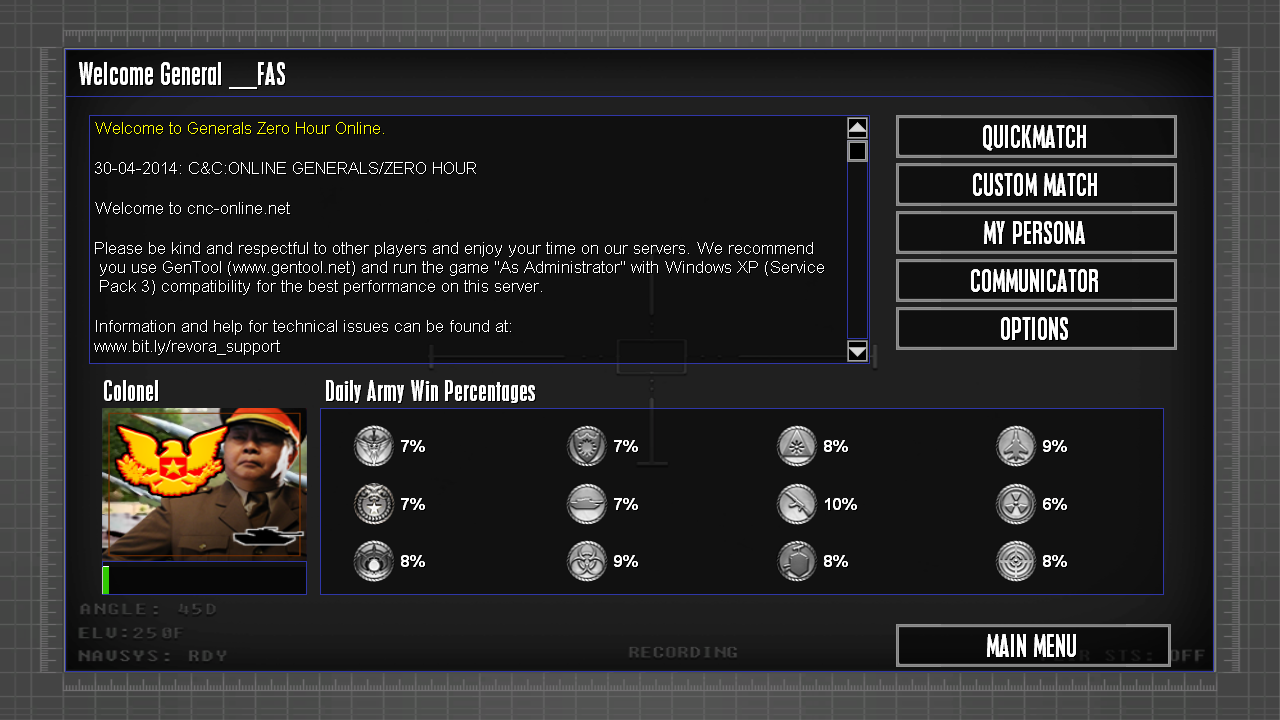 Welcome General __FAS
Welcome to Generals Zero Hour Online.
30-04-2014: C&C:ONLINE GENERALS/ZERO HOUR
Welcome to cnc-online.net
Please be kind and respectful to other players and enjoy your time on our servers. We recommend
you use GenTool (www.gentool.net) and run the game "As Administrator" with Windows XP (Service
Pack 3) compatibility for the best performance on this server.
Information and help for technical issues can be found at:
www.bit.ly/revora_support
QUICKMATCH
CUSTOM MATCH
MY PERSONA
COMMUNICATOR
OPTIONS
Colonel
Daily Army Win Percentages
7% 7% 8% 9%
7% 7% 10% 6%
8% 9% 8% 8%
ANGLE: 45D
ELV:250F
NAVSYS: RDY
RECORDING
MAIN MENU
STS: OFF